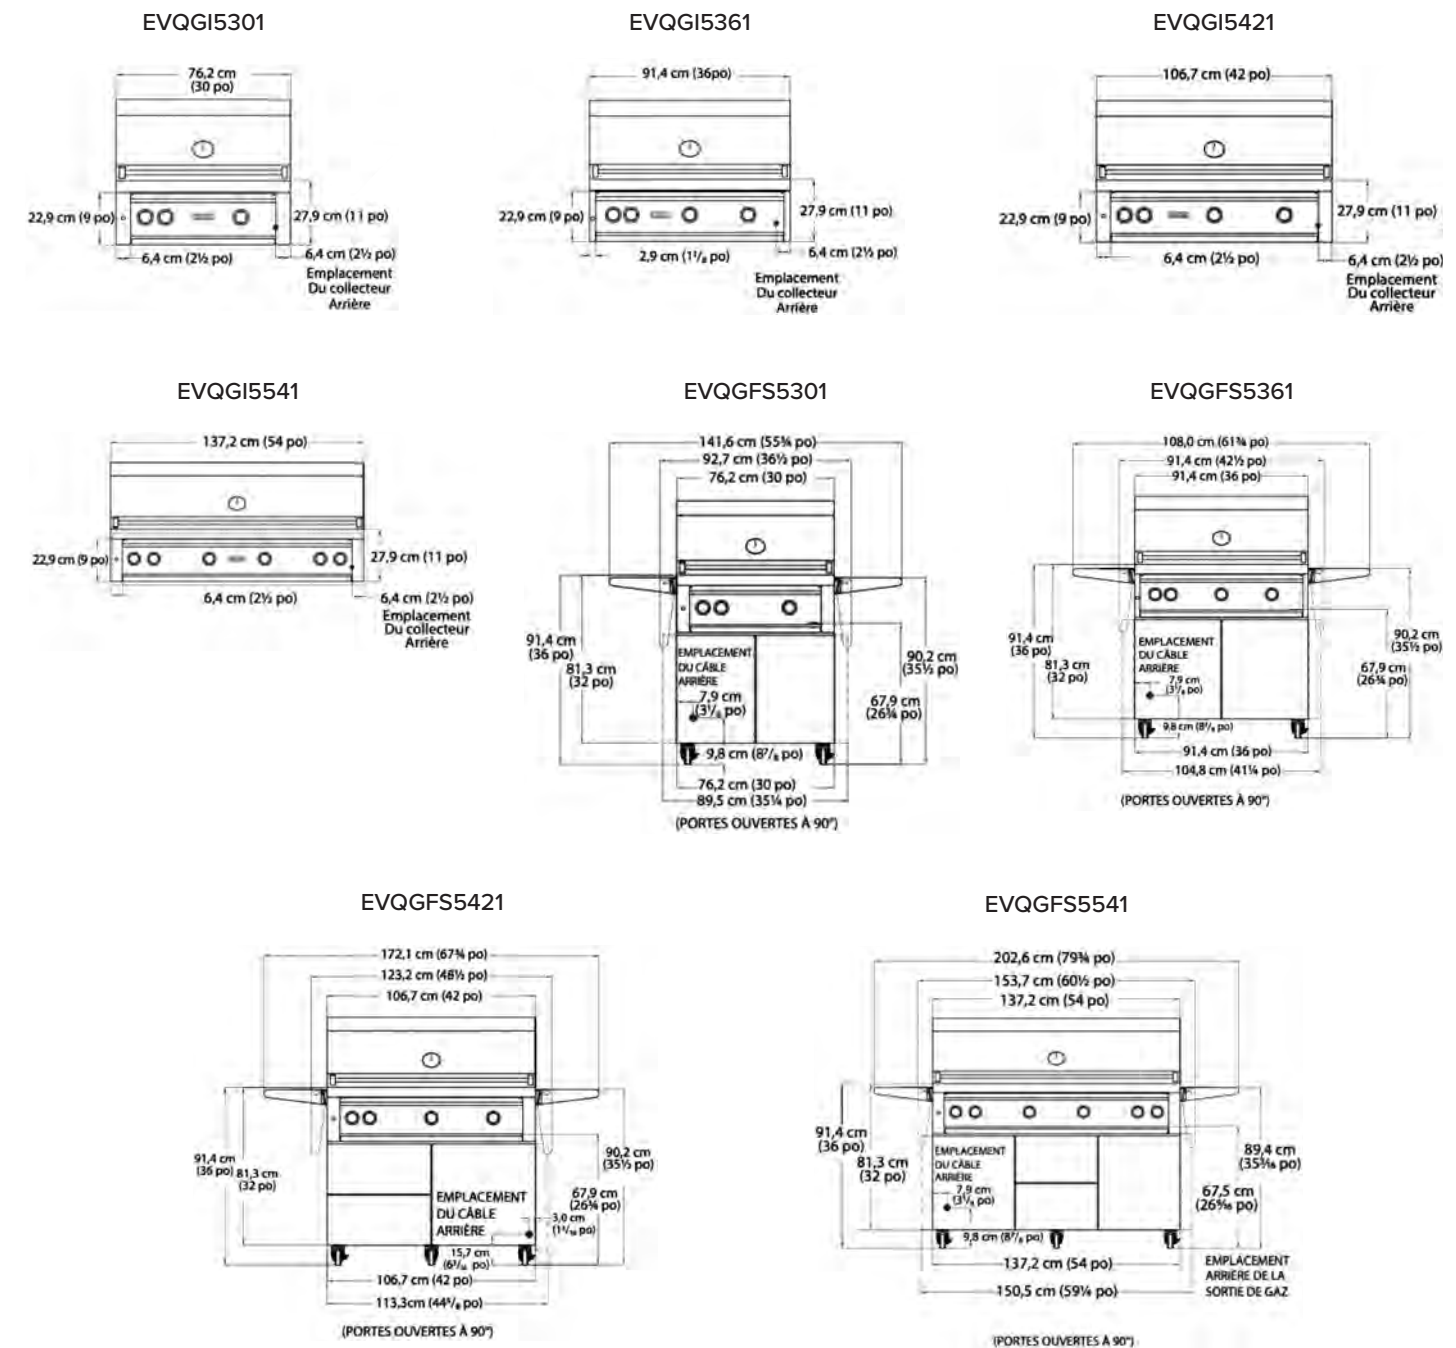 EVQGI5301
EVQGI5361
EVQGI5421
76,2 cm
(30 po)
22,9 cm (9 po)
27,9 cm (11 po)
6,4 cm (2½ po)
6,4 cm (2½ po)
Emplacement
Du collecteur
Arrière
91,4 cm (36po)
22,9 cm (9 po)
27,9 cm (11 po)
2,9 cm (1¹/₈ po)
6,4 cm (2½ po)
Emplacement
Du collecteur
Arrière
106,7 cm (42 po)
22,9 cm (9 po)
27,9 cm (11 po)
6,4 cm (2½ po)
6,4 cm (2½ po)
Emplacement
Du collecteur
Arrière
EVQGI5541
EVQGFS5301
EVQGFS5361
137,2 cm (54 po)
22,9 cm (9 po)
27,9 cm (11 po)
6,4 cm (2½ po)
6,4 cm (2½ po)
Emplacement
Du collecteur
Arrière
141,6 cm (55¾ po)
92,7 cm (36½ po)
76,2 cm (30 po)
91,4 cm
(36 po)
81,3 cm
(32 po)
EMPLACEMENT
DU CÂBLE
ARRIÈRE
7,9 cm
(3¹/₈ po)
90,2 cm
(35½ po)
67,9 cm
(26¾ po)
9,8 cm (8⁷/₈ po)
76,2 cm (30 po)
89,5 cm (35¼ po)
(PORTES OUVERTES À 90°)
108,0 cm (61¾ po)
91,4 cm (42½ po)
91,4 cm (36 po)
91,4 cm
(36 po)
81,3 cm
(32 po)
EMPLACEMENT
DU CÂBLE
ARRIÈRE
7,9 cm
(3¹/₈ po)
90,2 cm
(35½ po)
67,9 cm
(26¾ po)
9,8 cm (8⁷/₈ po)
91,4 cm (36 po)
104,8 cm (41¼ po)
(PORTES OUVERTES À 90°)
EVQGFS5421
EVQGFS5541
172,1 cm (67¾ po)
123,2 cm (48½ po)
106,7 cm (42 po)
91,4 cm
(36 po)
81,3 cm
(32 po)
EMPLACEMENT
DU CÂBLE
ARRIÈRE
3,0 cm
po)
15,7 cm
po)
90,2 cm
(35½ po)
67,9 cm
(26¾ po)
106,7 cm (42 po)
113,3cm (44⁵/₈ po)
(PORTES OUVERTES À 90°)
202,6 cm (79¾ po)
153,7 cm (60½ po)
137,2 cm (54 po)
91,4 cm
(36 po)
81,3 cm
(32 po)
EMPLACEMENT
DU CÂBLE
ARRIÈRE
7,9 cm
(3¹/₈ po)
89,4 cm
po)
67,5 cm
po)
9,8 cm (8⁷/₈ po)
137,2 cm (54 po)
150,5 cm (59¼ po)
EMPLACEMENT
ARRIÈRE DE LA
SORTIE DE GAZ
(PORTES OUVERTES À 90°)